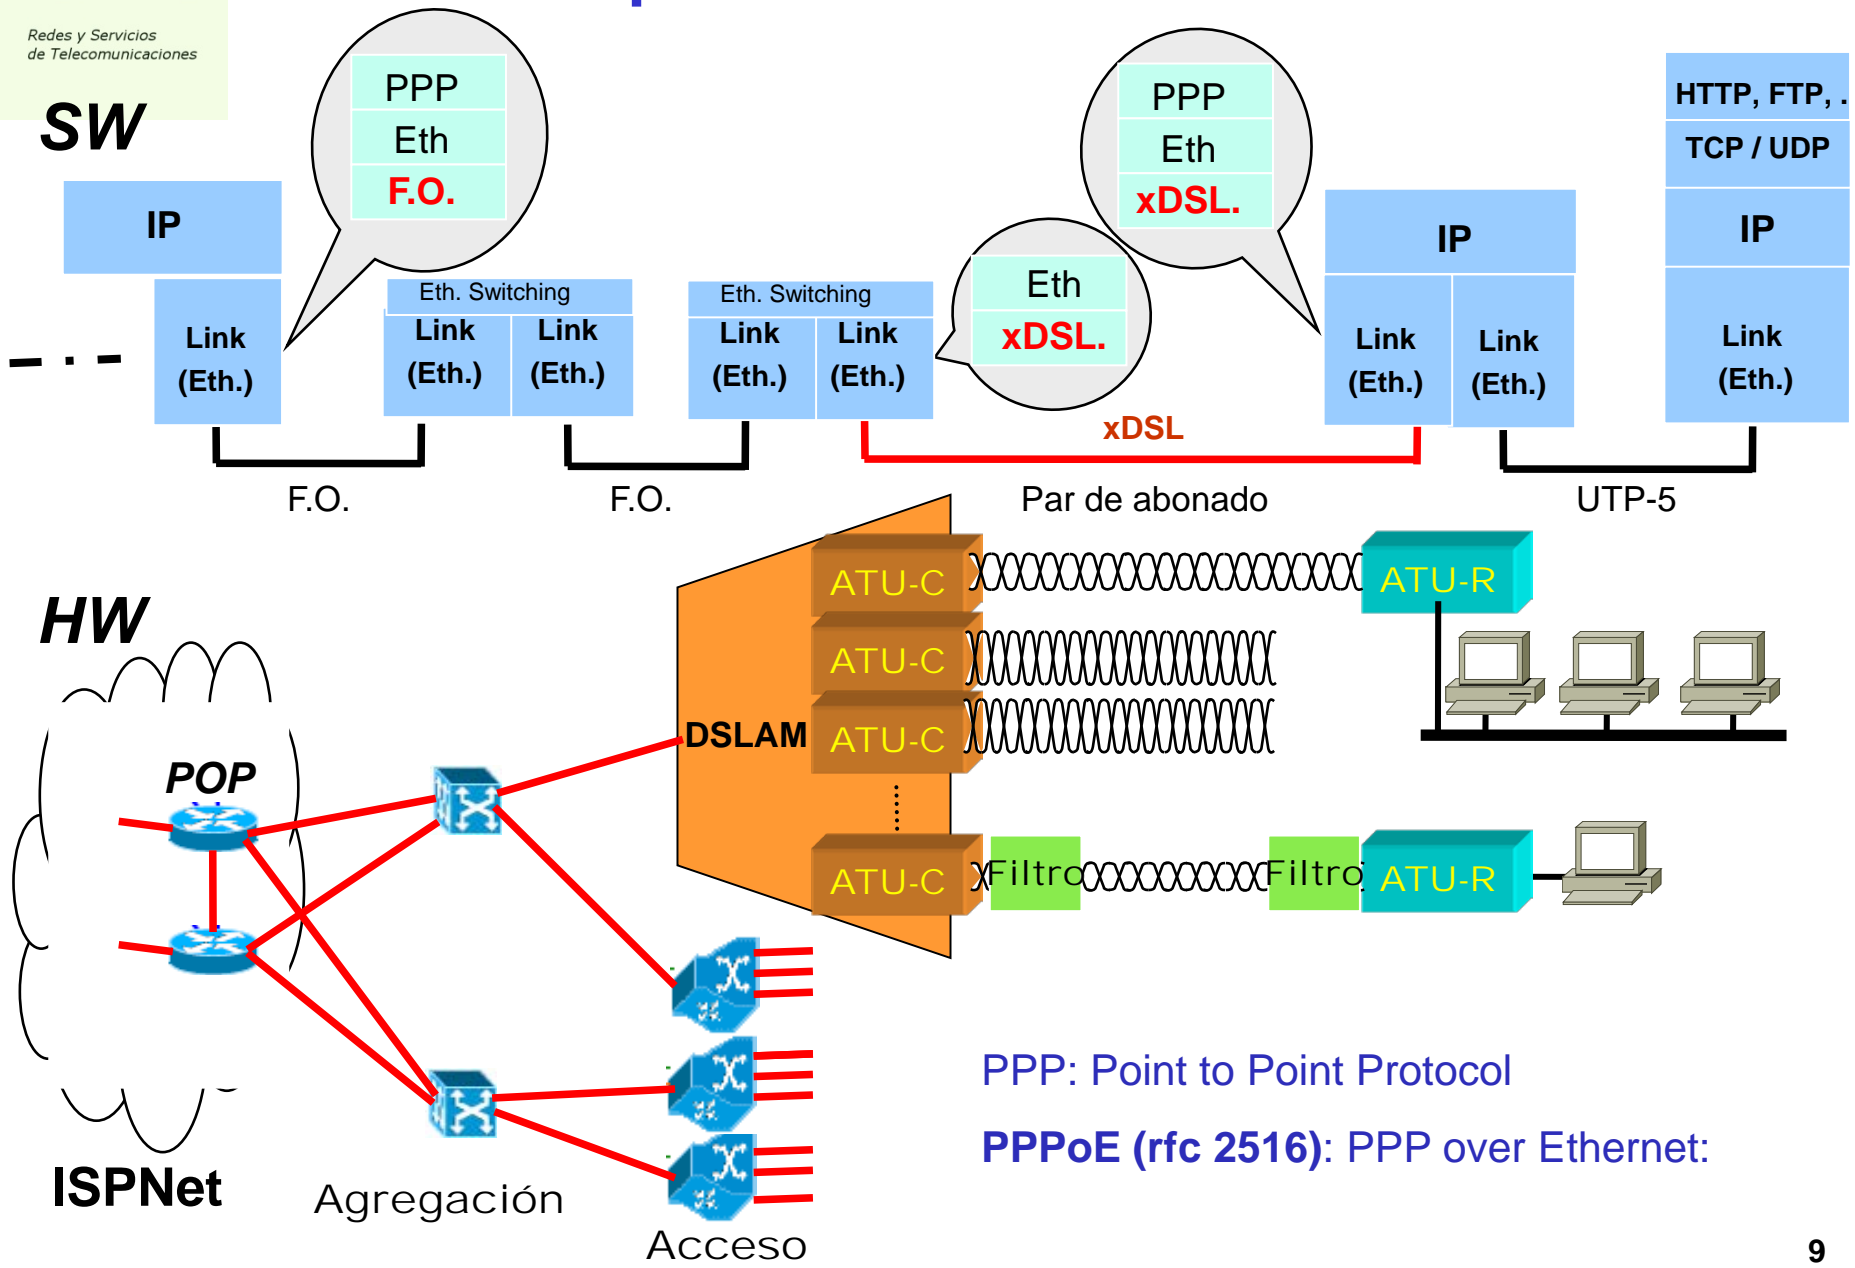 Redes y Servicios
de Telecomunicaciones
SW
PPP
Eth
F.O.
PPP
Eth
xDSL.
Eth
xDSL.
HTTP, FTP, .
TCP / UDP
IP
Link
(Eth.)
IP
Link
(Eth.)
Eth. Switching
Link
(Eth.)
Link
(Eth.)
Eth. Switching
Link
(Eth.)
Link
(Eth.)
IP
Link
(Eth.)
Link
(Eth.)
xDSL
F.O.
F.O.
Par de abonado
UTP-5
HW
POP
ISPNet
Agregación
Acceso
DSLAM
ATU-C
ATU-C
ATU-C
ATU-C
ATU-R
Filtro
Filtro
ATU-R
PPP: Point to Point Protocol
PPPoE (rfc 2516): PPP over Ethernet:
9